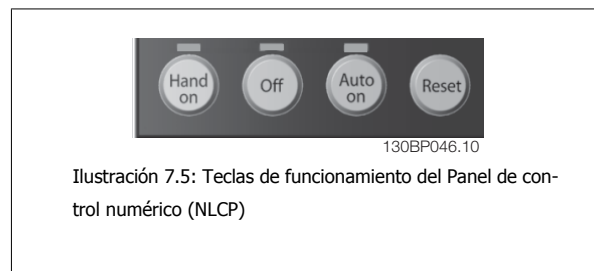 Hand
on
Off
Auto
on
Reset
130BP046.10
Ilustración 7.5: Teclas de funcionamiento del Panel de con-
trol numérico (NLCP)